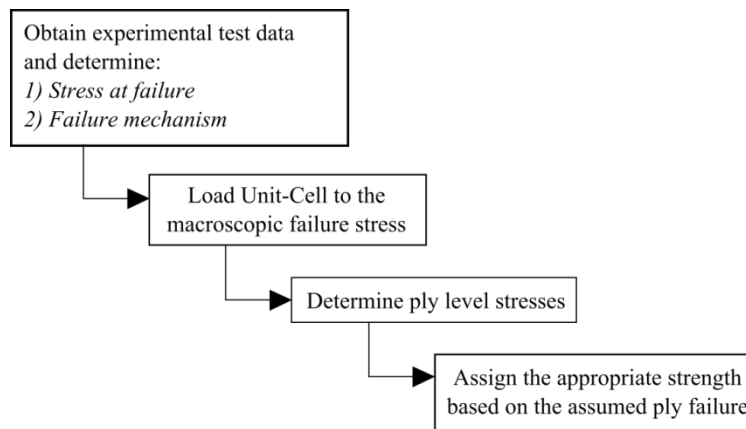 Obtain experimental test data
and determine:
1) Stress at failure
2) Failure mechanism
Load Unit-Cell to the
macroscopic failure stress
Determine ply level stresses
Assign the appropriate strength
based on the assumed ply failure